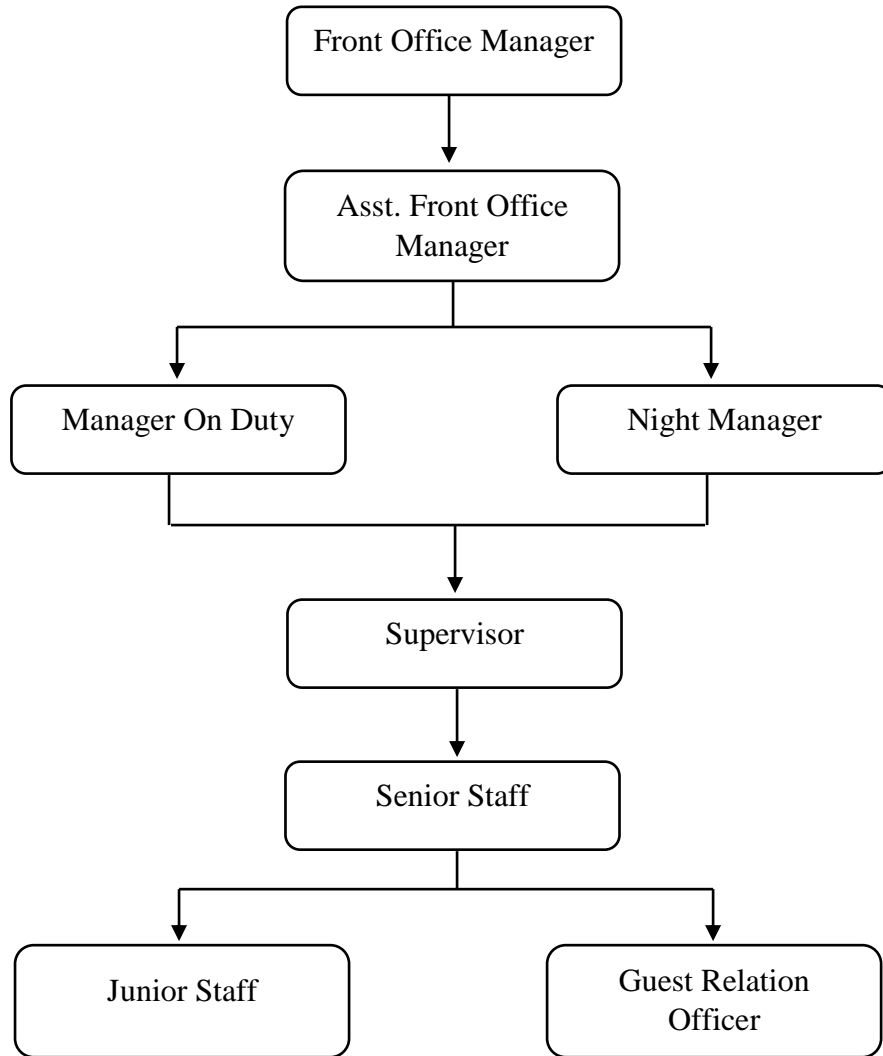 Front Office Manager
Asst. Front Office
Manager
Manager On Duty
Night Manager
Supervisor
Senior Staff
Junior Staff
Guest Relation
Officer